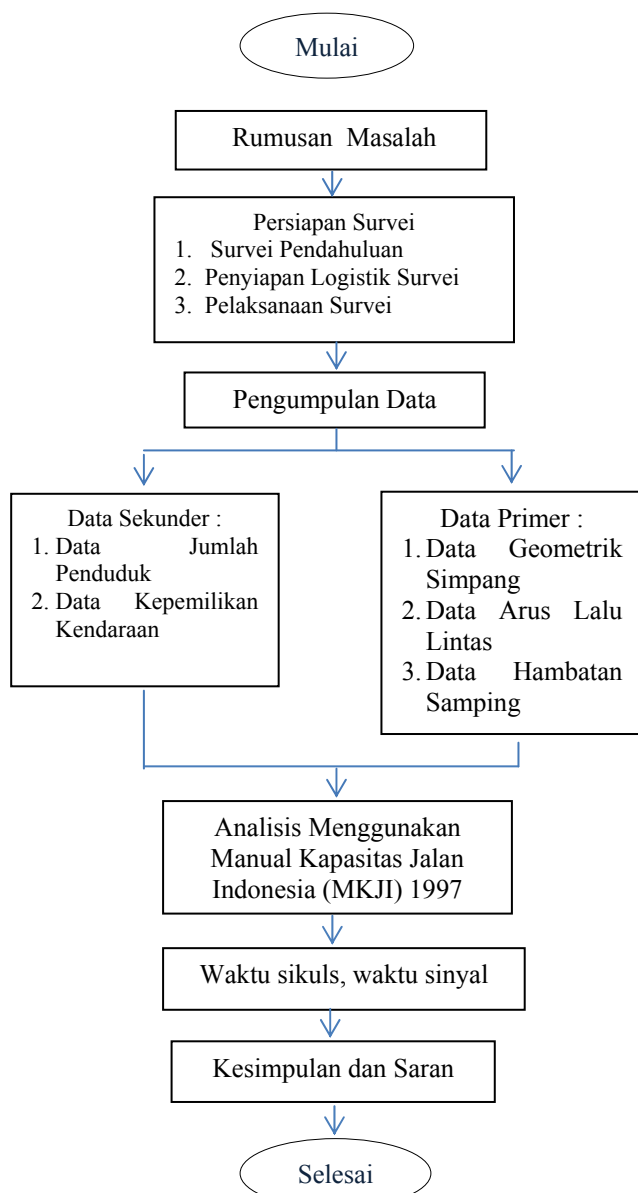 Mulai
Rumusan Masalah
Persiapan Survei
1. Survei Pendahuluan
2. Penyiapan Logistik Survei
3. Pelaksanaan Survei
Pengumpulan Data
Data Sekunder :
1. Data Jumlah
Penduduk
2. Data Kepemilikan
Kendaraan
Data Primer :
1. Data Geometrik
Simpang
2. Data Arus Lalu
Lintas
3. Data Hambatan
Samping
Analisis Menggunakan
Manual Kapasitas Jalan
Indonesia (MKJI) 1997
Waktu sikuls, waktu sinyal
Kesimpulan dan Saran
Selesai